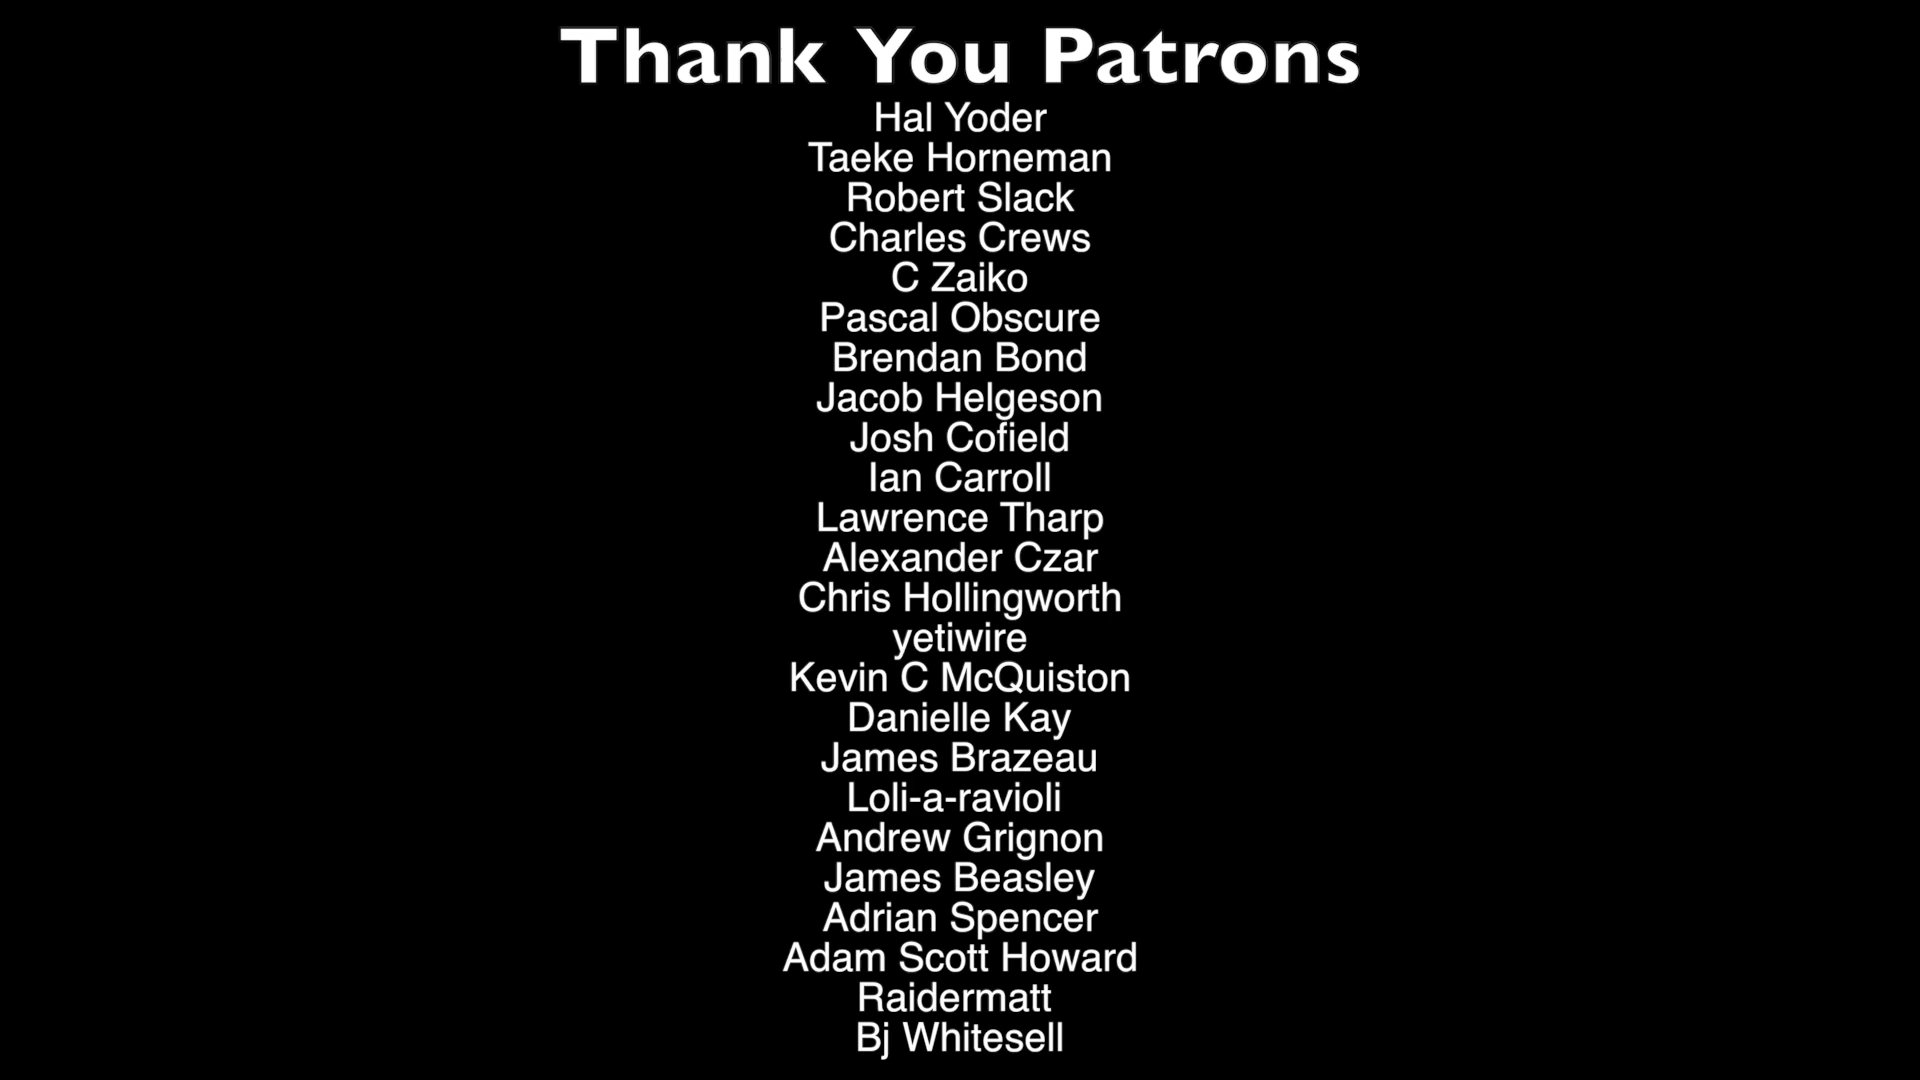 Thank You Patrons
Hal Yoder
Taeke Horneman
Robert Slack
Charles Crews
C Zaiko
Pascal Obscure
Brendan Bond
Jacob Helgeson
Josh Cofield
Ian Carroll
Lawrence Tharp
Alexander Czar
Chris Hollingworth
yetiwire
Kevin C McQuiston
Danielle Kay
James Brazeau
Loli-a-ravioli
Andrew Grignon
James Beasley
Adrian Spencer
Adam Scott Howard
Raidermatt
Bj Whitesell